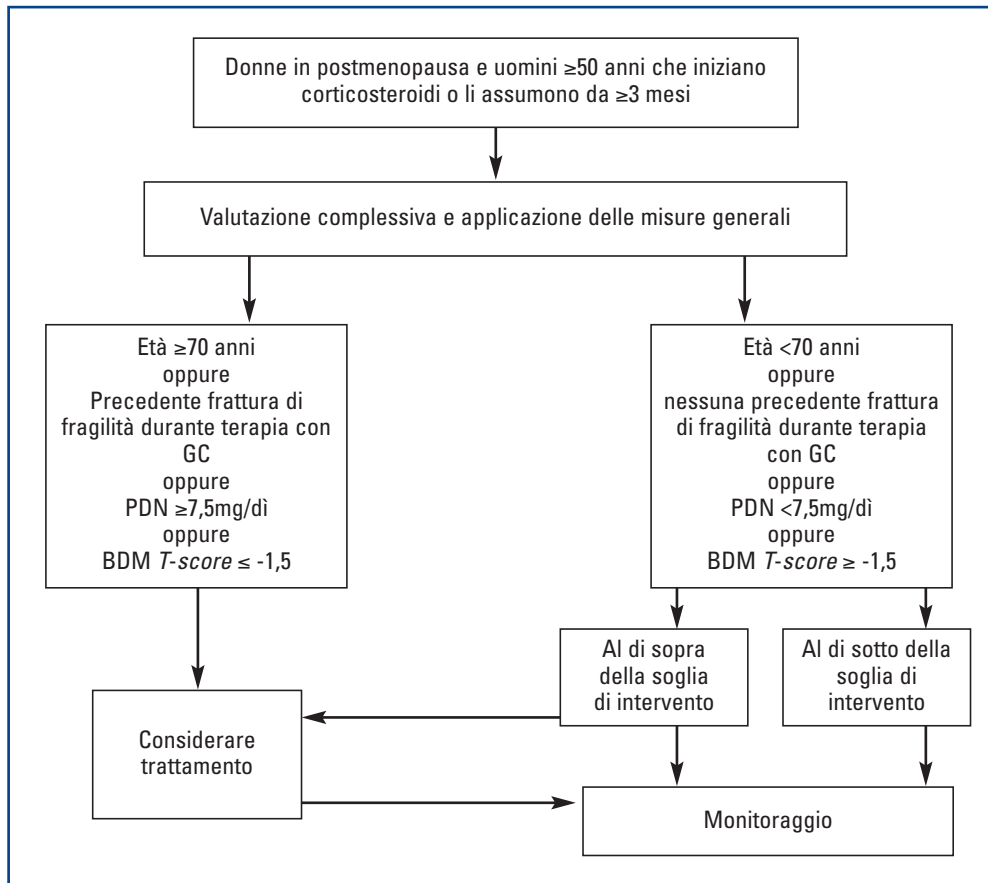 Donne in postmenopausa e uomini ≥50 anni che iniziano
corticosteroidi o li assumono da ≥3 mesi
Valutazione complessiva e applicazione delle misure generali
Età ≥70 anni
oppure
Precedente frattura di
fragilità durante terapia con
GC
oppure
PDN ≥7,5mg/dì
oppure
BDM T-score ≤ -1,5
Età <70 anni
oppure
nessuna precedente frattura
di fragilità durante terapia
con GC
oppure
PDN <7,5mg/dì
oppure
BDM T-score ≥ -1,5
Al di sopra
della soglia
di intervento
Al di sotto della
soglia di
intervento
Considerare
trattamento
Monitoraggio